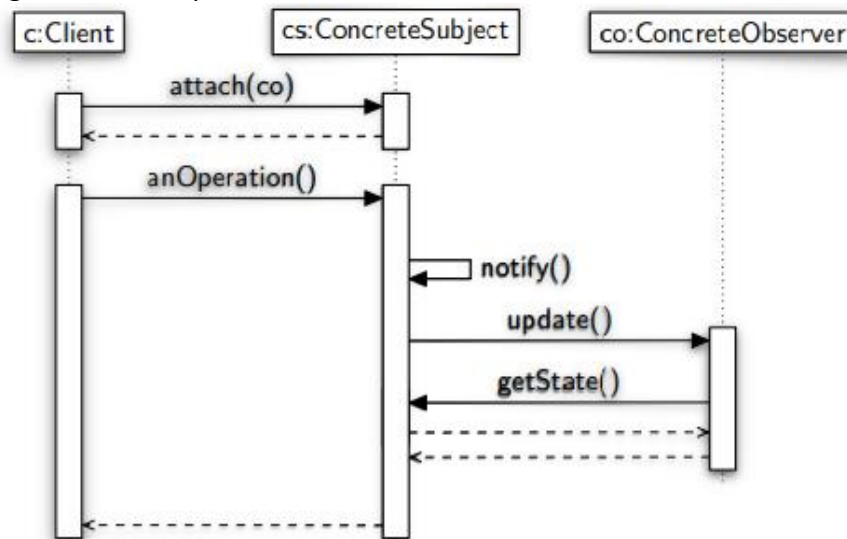 c:Client
cs:ConcreteSubject
co:ConcreteObserver
attach(co)
anOperation()
notify()
update()
getState()